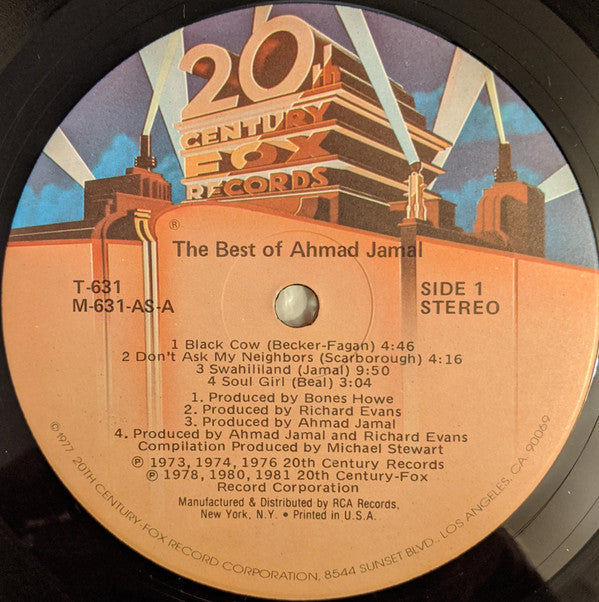 20th
CENTURY
FOX
RECORDS
®
The Best of Ahmad Jamal
T-631
M-631-AS-A
SIDE 1
STEREO
1 Black Cow (Becker-Fagan) 4:46
2 Don't Ask My Neighbors (Scarborough) 4:16
3 Swahililand (Jamal) 9:50
4 Soul Girl (Beal) 3:04
1. Produced by Bones Howe
2. Produced by Richard Evans
3. Produced by Ahmad Jamal
4. Produced by Ahmad Jamal and Richard Evans
Compilation Produced by Michael Stewart
℗ 1973, 1974, 1976 20th Century Records
℗ 1978, 1980, 1981 20th Century-Fox
Record Corporation
Manufactured & Distributed by RCA Records,
New York, N.Y. • Printed in U.S.A.
©1977 20TH CENTURY-FOX RECORD CORPORATION, 8544 SUNSET BLVD., LOS ANGELES, CA. 90069